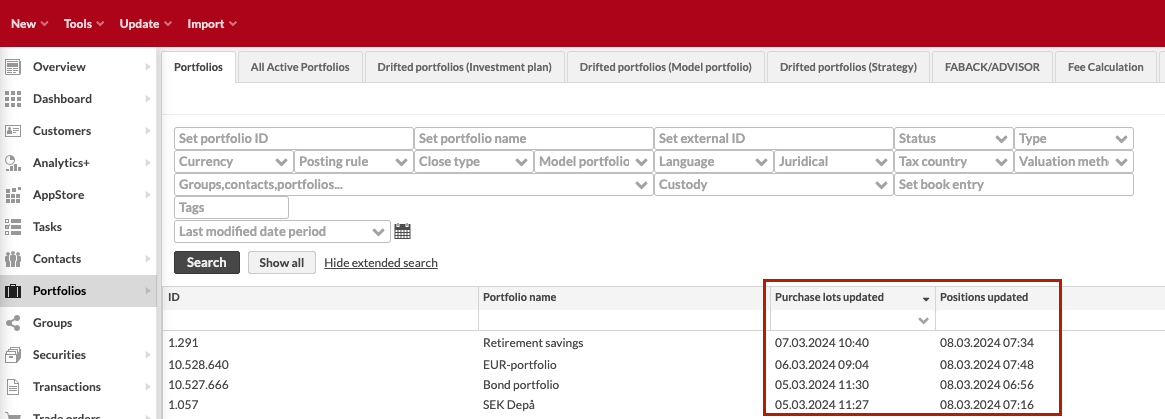 New Tools Update Import
Overview
Dashboard
Customers
Analytics+
AppStore
Tasks
Contacts
Portfolios
Groups
Securities
Transactions
Trade orders
Portfolios All Active Portfolios Drifted portfolios (Investment plan) Drifted portfolios (Model portfolio) Drifted portfolios (Strategy) FABACK/ADVISOR Fee Calculation
Set portfolio ID Set portfolio name Set external ID Status Type
Currency Posting rule Close type Model portfolio Language Juridical Tax country Valuation meth
Groups,contacts,portfolios... Custody Set book entry
Tags
Last modified date period
Search Show all Hide extended search
ID Portfolio name Purchase lots updated Positions updated
1.291 Retirement savings 07.03.2024 10:40 08.03.2024 07:34
10.528.640 EUR-portfolio 06.03.2024 09:04 08.03.2024 07:48
10.527.666 Bond portfolio 05.03.2024 11:30 08.03.2024 06:56
1.057 SEK Depå 05.03.2024 11:27 08.03.2024 07:16